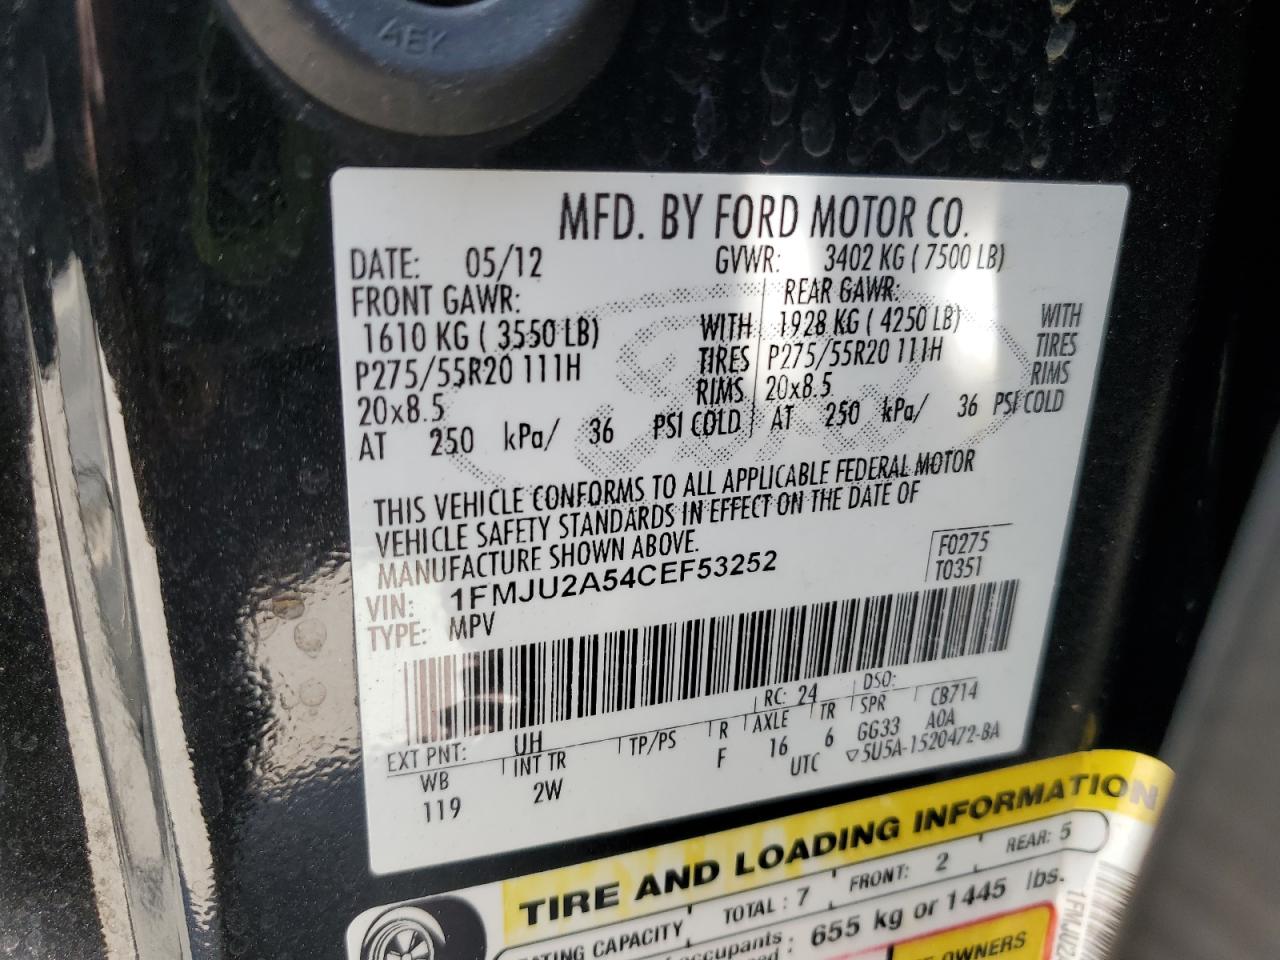 4EK
MFD. BY FORD MOTOR CO.
DATE: 05/12 GVWR: 3402 KG ( 7500 LB)
FRONT GAWR: REAR GAWR:
1610 KG ( 3550 LB) WITH 1928 KG ( 4250 LB) WITH
P275/55R20 111H TIRES P275/55R20 111H TIRES
20x8.5 RIMS 20x8.5 RIMS
AT 250 kPa/ 36 PSI COLD AT 250 kPa/ 36 PSI COLD
THIS VEHICLE CONFORMS TO ALL APPLICABLE FEDERAL MOTOR
VEHICLE SAFETY STANDARDS IN EFFECT ON THE DATE OF
MANUFACTURE SHOWN ABOVE.
F0275
T0351
VIN: 1FMJU2A54CEF53252
TYPE: MPV
EXT PNT: UH RC: 24 DSO:
WB INT TR TP/PS R AXLE TR SPR CB714
119 2W F 16 6 GG33 A0A
UTC ▽5U5A-1520472-BA
TIRE AND LOADING INFORMATION
SEATING CAPACITY TOTAL : 7 FRONT: 2 REAR: 5
occupants : 655 kg or 1445 lbs.
OWNERS